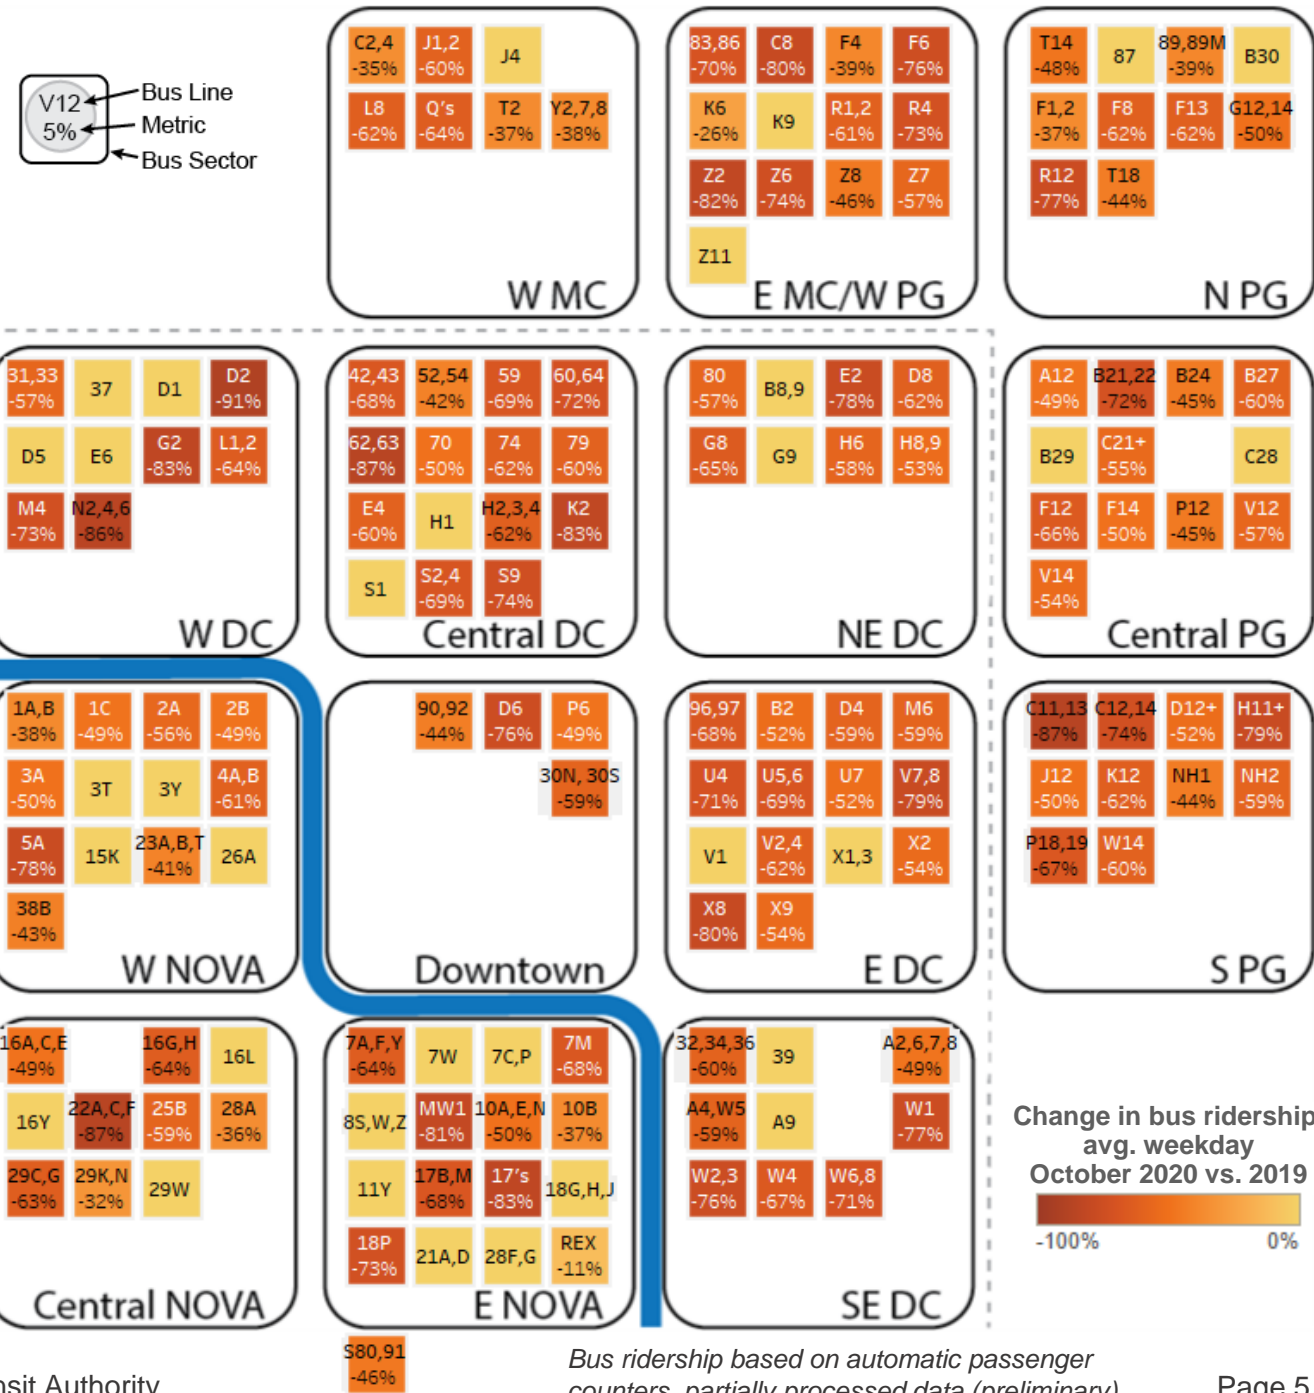 V12
5%
Bus Line
Metric
Bus Sector
C2,4 J1,2 J4
-35% -60%
L8 Q's T2 Y2,7,8
-62% -64% -37% -38%
W MC
83,86 C8 F4 F6
-70% -80% -39% -76%
K6 K9 R1,2 R4
-26% -61% -73%
Z2 Z6 Z8 Z7
-82% -74% -46% -57%
Z11
E MC/W PG
T14 87 89,89M B30
-48% -39%
F1,2 F8 F13 G12,14
-37% -62% -62% -50%
R12 T18
-77% -44%
N PG
31,33 37 D1 D2
-57% -91%
D5 E6 G2 L1,2
-83% -64%
M4 N2,4,6
-73% -86%
W DC
42,43 52,54 59 60,64
-68% -42% -69% -72%
62,63 70 74 79
-87% -50% -62% -60%
E4 H1 H2,3,4 K2
-60% -62% -83%
S1 S2,4 S9
-69% -74%
Central DC
80 B8,9 E2 D8
-57% -78% -62%
G8 G9 H6 H8,9
-65% -58% -53%
NE DC
A12 B21,22 B24 B27
-49% -72% -45% -60%
B29 C21+ C28
-55%
F12 F14 P12 V12
-66% -50% -45% -57%
V14
-54%
Central PG
1A,B 1C 2A 2B
-38% -49% -56% -49%
3A 3T 3Y 4A,B
-50% -61%
5A 15K 23A,B,T 26A
-78% -41%
38B
-43%
W NOVA
90,92 D6 P6
-44% -76% -49%
30N, 30S
-59%
Downtown
96,97 B2 D4 M6
-68% -52% -59% -59%
U4 U5,6 U7 V7,8
-71% -69% -52% -79%
V1 V2,4 X1,3 X2
-62% -54%
X8 X9
-80% -54%
E DC
C11,13 C12,14 D12+ H11+
-87% -74% -52% -79%
J12 K12 NH1 NH2
-50% -62% -44% -59%
P18,19 W14
-67% -60%
S PG
16A,C,E 16G,H 16L
-49% -64%
16Y 22A,C,F 25B 28A
-87% -59% -36%
29C,G 29K,N 29W
-63% -32%
Central NOVA
7A,F,Y 7W 7C,P 7M
-64% -68%
8S,W,Z MW1 10A,E,N 10B
-81% -50% -37%
11Y 17B,M 17's 18G,H,J
-68% -83%
18P 21A,D 28F,G REX
-73% -11%
E NOVA
S80,91
-46%
32,34,36 39 A2,6,7,8
-60% -49%
A4,W5 A9 W1
-59% -77%
W2,3 W4 W6,8
-76% -67% -71%
SE DC
Change in bus ridership
avg. weekday
October 2020 vs. 2019
-100% 0%
nsit Authority
Bus ridership based on automatic passenger
counters, partially processed data (preliminary)
Page 5